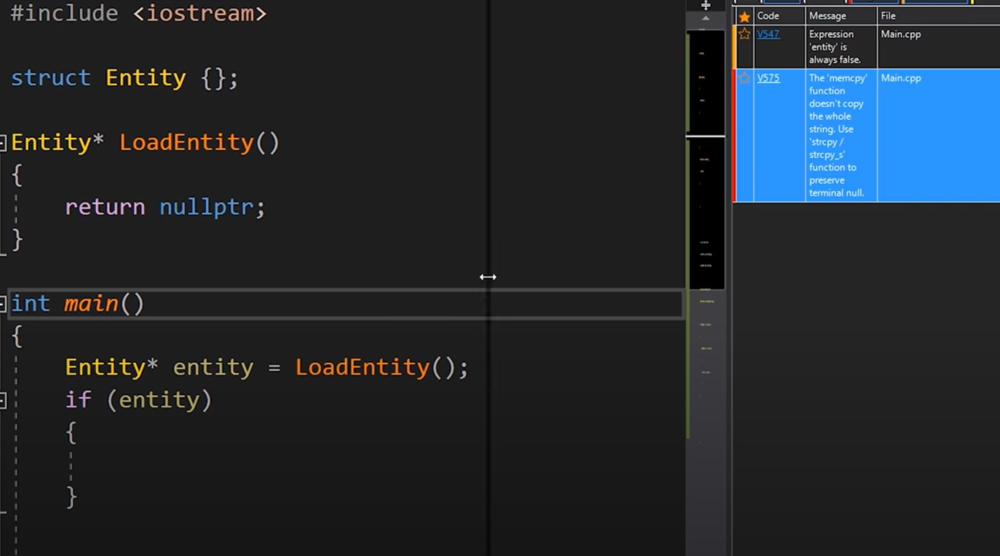 #include <iostream>
struct Entity {};
Entity* LoadEntity()
{
return nullptr;
}
int main()
{
Entity* entity = LoadEntity();
if (entity)
{
}
Code Message File
V547 Expression Main.cpp
'entity' is
always false.
V575 The 'memcpy' Main.cpp
function
doesn't copy
the whole
string. Use
'strcpy /
strcpy_s'
function to
preserve
terminal null.